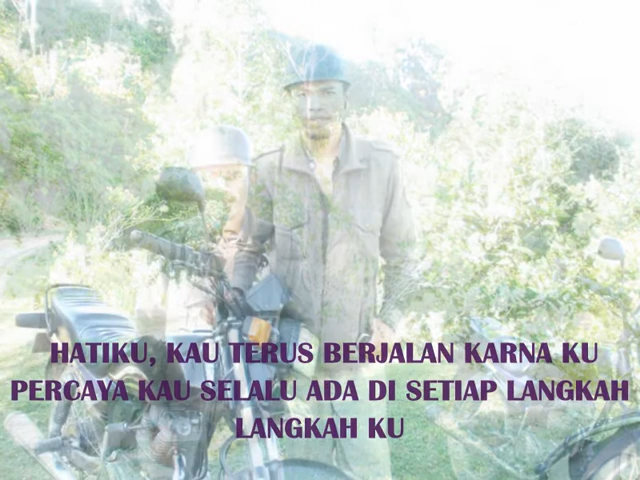 HATIKU, KAU TERUS BERJALAN KARNA KU
PERCAYA KAU SELALU ADA DI SETIAP LANGKAH
LANGKAH KU